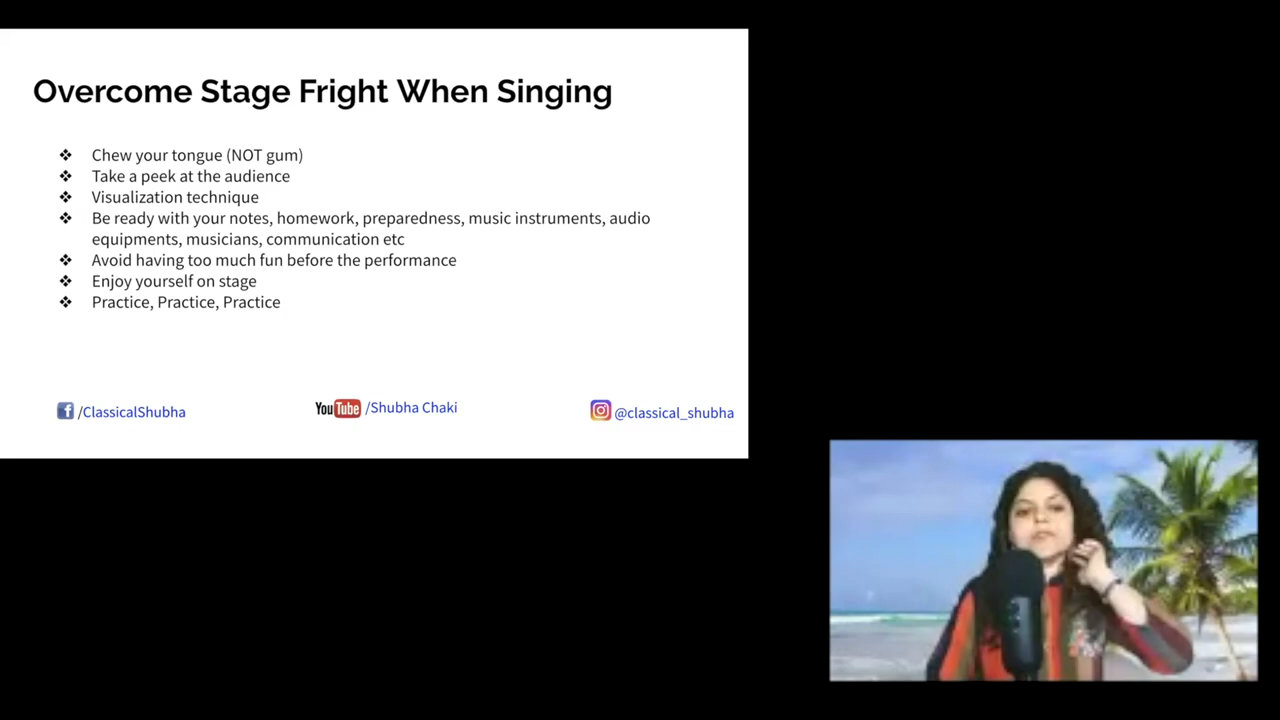 Overcome Stage Fright When Singing
❖ Chew your tongue (NOT gum)
❖ Take a peek at the audience
❖ Visualization technique
❖ Be ready with your notes, homework, preparedness, music instruments, audio
equipments, musicians, communication etc
❖ Avoid having too much fun before the performance
❖ Enjoy yourself on stage
❖ Practice, Practice, Practice
f /ClassicalShubha
YouTube /Shubha Chaki
@classical_shubha